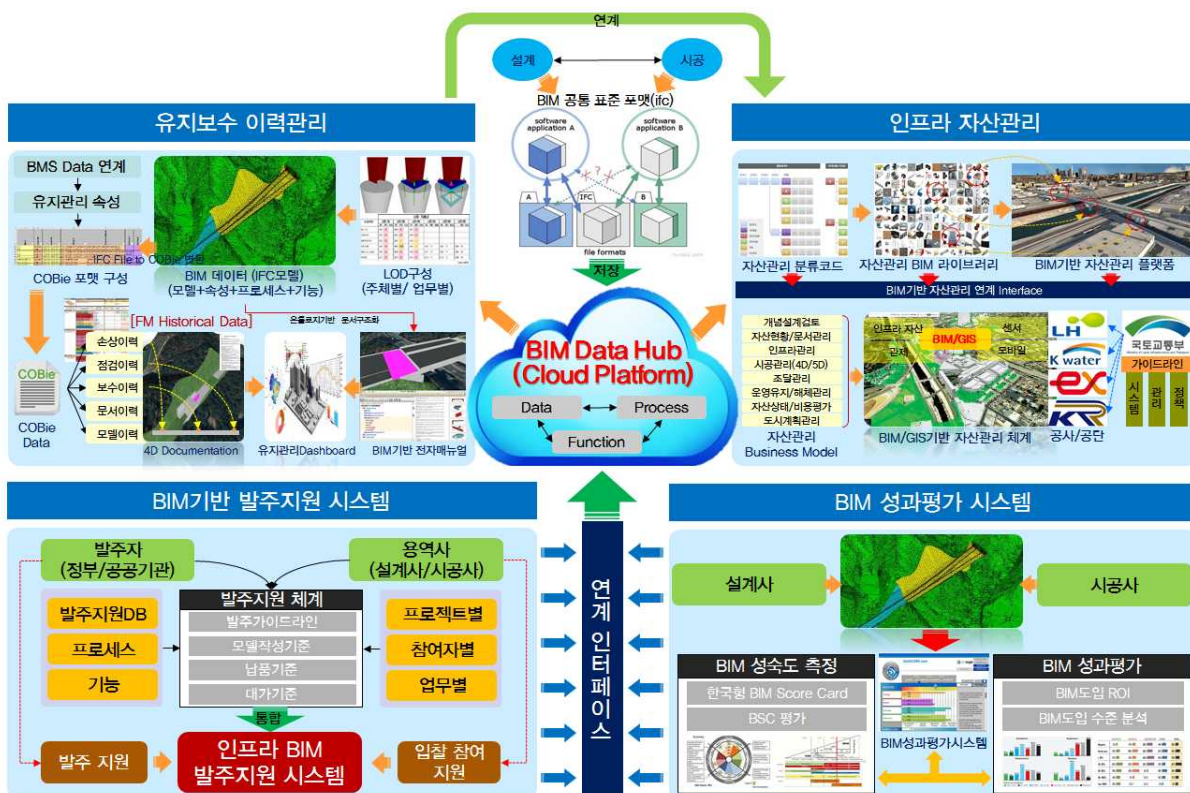 연계
설계
시공
BIM 공통 표준 포맷(ifc)
software
application A
software
application B
?
A
IFC
B
file formats
저장
BIM Data Hub
(Cloud Platform)
Data
Process
Function
유지보수 이력관리
BMS Data 연계
유지관리 속성
IFC File to COBie 변환
COBie 포맷 구성
BIM 데이터 (IFC모델)
(모델+속성+프로세스+기능)
LOD구성
(주체별/ 업무별)
[FM Historical Data]
온톨로지기반 문서구조화
COBie
COBie
Data
손상이력
점검이력
보수이력
문서이력
모델이력
4D Documentation
유지관리Dashboard
BIM기반 전자매뉴얼
인프라 자산관리
자산관리 분류코드
자산관리 BIM 라이브러리
BIM기반 자산관리 플랫폼
BIM기반 자산관리 연계 Interface
개념설계검토
자산현황/문서관리
인프라관리
시공관리(4D/5D)
조달관리
운영유지/해체관리
자산상태/비용평가
도시계획관리
자산관리
Business Model
인프라 자산
관제
BIM/GIS
센서
모바일
BIM/GIS기반 자산관리 체계
LH
K water
ex
KR
공사/공단
국토교통부
가이드라인
시스템
관리
정책
BIM기반 발주지원 시스템
발주자
(정부/공공기관)
용역사
(설계사/시공사)
발주지원DB
프로세스
기능
발주지원 체계
발주가이드라인
모델작성기준
납품기준
대가기준
프로젝트별
참여자별
업무별
통합
발주 지원
인프라 BIM
발주지원 시스템
입찰 참여
지원
연계 인터페이스
BIM 성과평가 시스템
설계사
시공사
BIM 성숙도 측정
한국형 BIM Score Card
BSC 평가
BIM성과평가시스템
BIM 성과평가
BIM도입 ROI
BIM도입 수준 분석